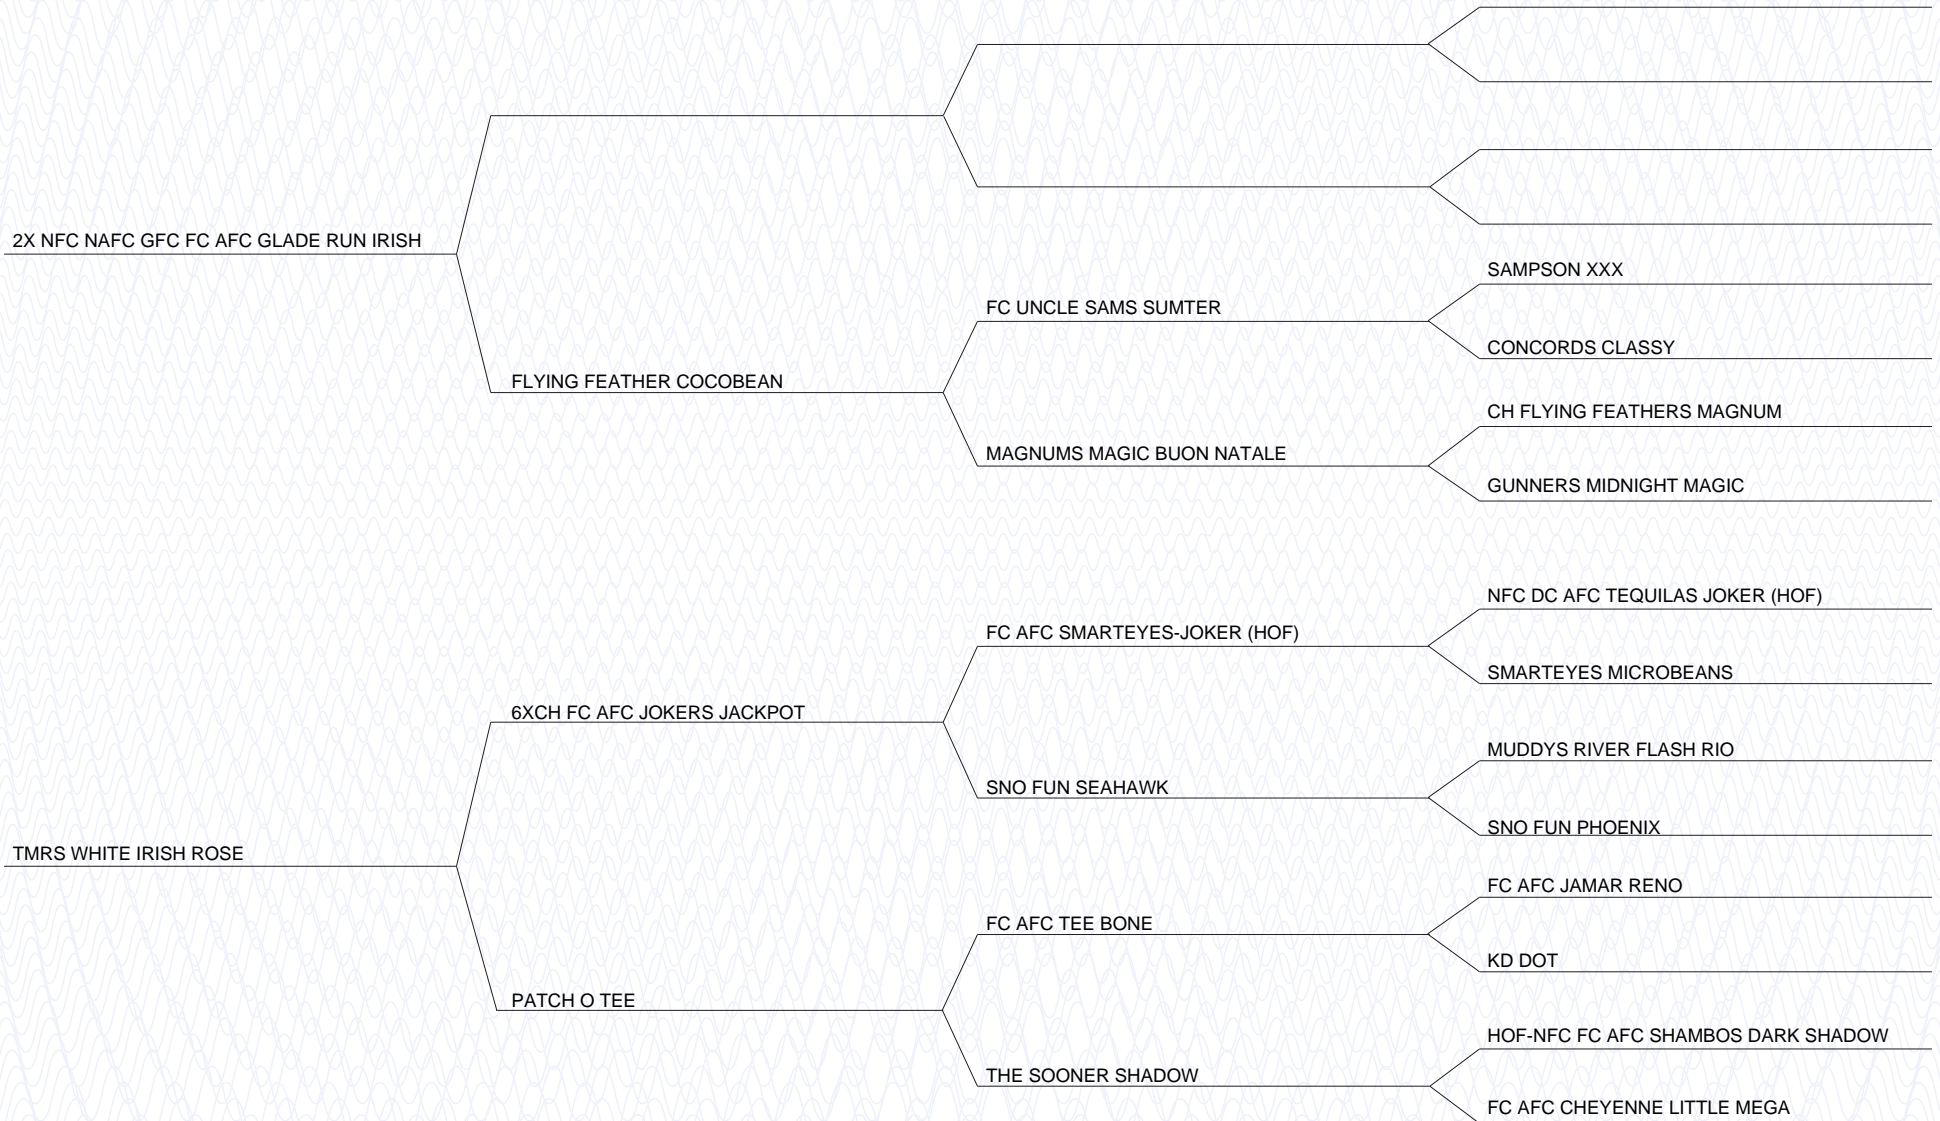 2X NFC NAFC GFC FC AFC GLADE RUN IRISH
FLYING FEATHER COCOBEAN
FC UNCLE SAMS SUMTER
SAMPSON XXX
CONCORDS CLASSY
MAGNUMS MAGIC BUON NATALE
CH FLYING FEATHERS MAGNUM
GUNNERS MIDNIGHT MAGIC
TMRS WHITE IRISH ROSE
6XCH FC AFC JOKERS JACKPOT
FC AFC SMARTEYES-JOKER (HOF)
NFC DC AFC TEQUILAS JOKER (HOF)
SMARTEYES MICROBEANS
SNO FUN SEAHAWK
MUDDYS RIVER FLASH RIO
SNO FUN PHOENIX
PATCH O TEE
FC AFC TEE BONE
FC AFC JAMAR RENO
KD DOT
THE SOONER SHADOW
HOF-NFC FC AFC SHAMBOS DARK SHADOW
FC AFC CHEYENNE LITTLE MEGA